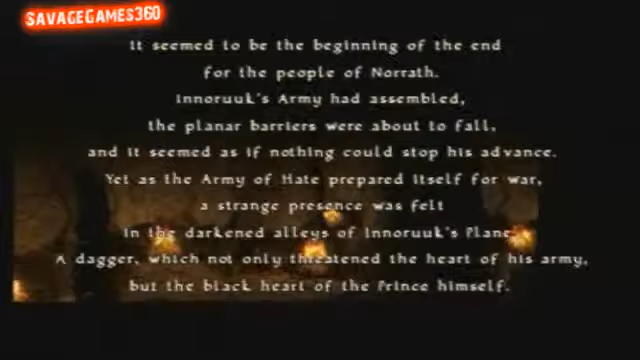 SAVAGEGAMES360
It seemed to be the beginning of the end
for the people of Norrath.
Innoruuk's Army had assembled,
the planar barriers were about to fall,
and it seemed as if nothing could stop his advance.
Yet as the Army of Hate prepared itself for war,
a strange presence was felt
in the darkened alleys of Innoruuk's Plane.
A dagger, which not only threatened the heart of his army,
but the black heart of the Prince himself.